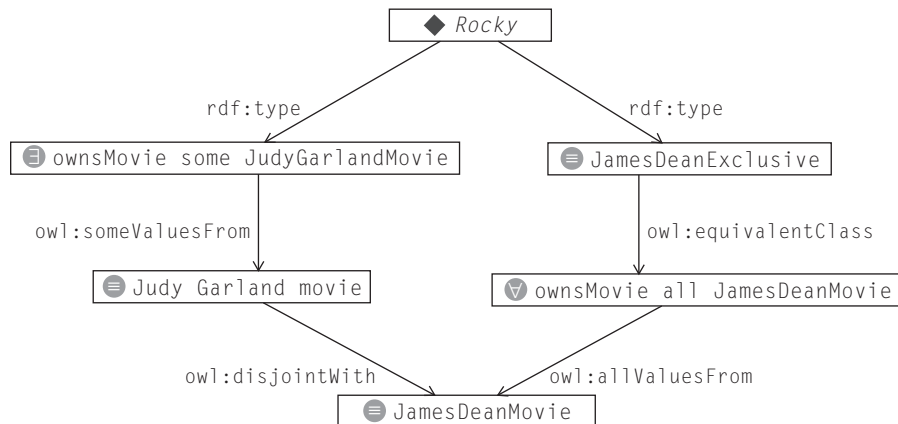 Rocky
rdf:type rdf:type
∃ ownsMovie some JudyGarlandMovie ≡ JamesDeanExclusive
owl:someValuesFrom owl:equivalentClass
≡ Judy Garland movie ∀ ownsMovie all JamesDeanMovie
owl:disjointWith owl:allValuesFrom
≡ JamesDeanMovie